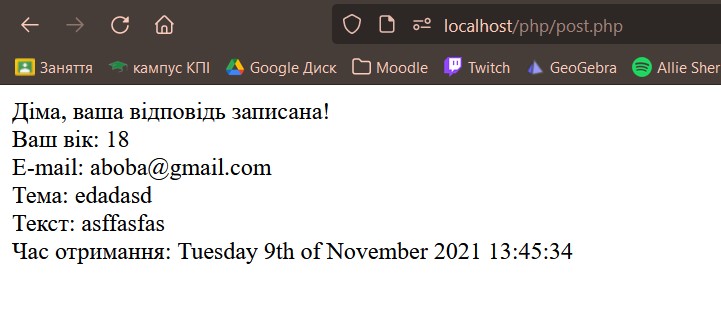 localhost/php/post.php
Заняття кампус КПІ Google Диск Moodle Twitch GeoGebra Allie Sher
Діма, ваша відповідь записана!
Ваш вік: 18
E-mail: aboba@gmail.com
Тема: edadasd
Текст: asffasfas
Час отримання: Tuesday 9th of November 2021 13:45:34